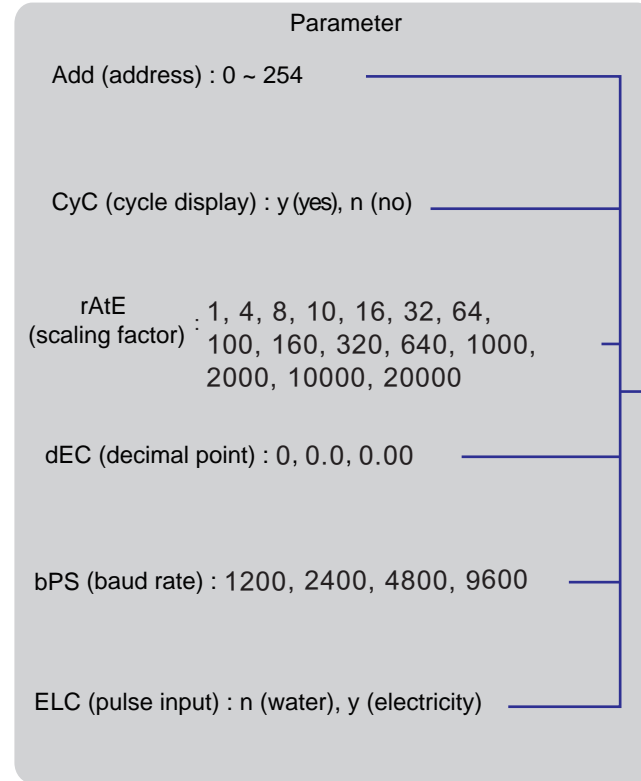 Parameter
Add (address) : 0 ~ 254
CyC (cycle display) : y (yes), n (no)
rAtE
(scaling factor) : 1, 4, 8, 10, 16, 32, 64,
100, 160, 320, 640, 1000,
2000, 10000, 20000
dEC (decimal point) : 0, 0.0, 0.00
bPS (baud rate) : 1200, 2400, 4800, 9600
ELC (pulse input) : n (water), y (electricity)